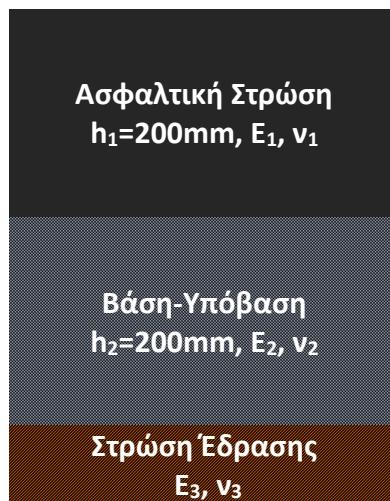 Ασφαλτική Στρώση
h₁=200mm, E₁, ν₁
Βάση-Υπόβαση
h₂=200mm, E₂, ν₂
Στρώση Έδρασης
E₃, ν₃